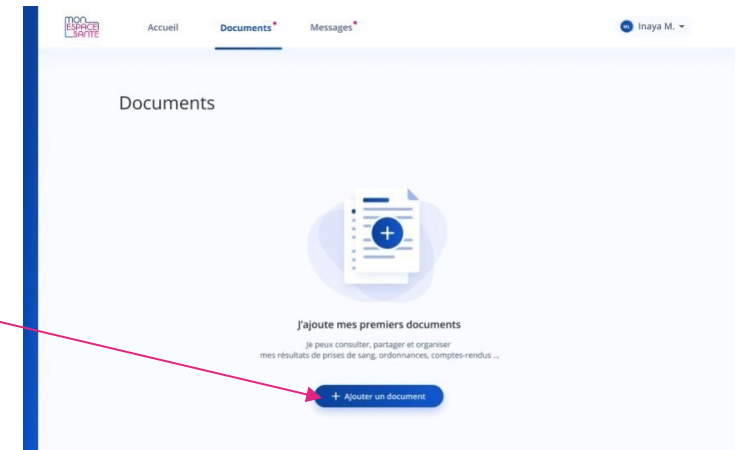 mon
ESPACE
SANTÉ
Accueil Documents Messages Inaya M.
Documents
J'ajoute mes premiers documents
Je peux consulter, partager et organiser
mes résultats de prises de sang, ordonnances, comptes-rendus ...
+ Ajouter un document